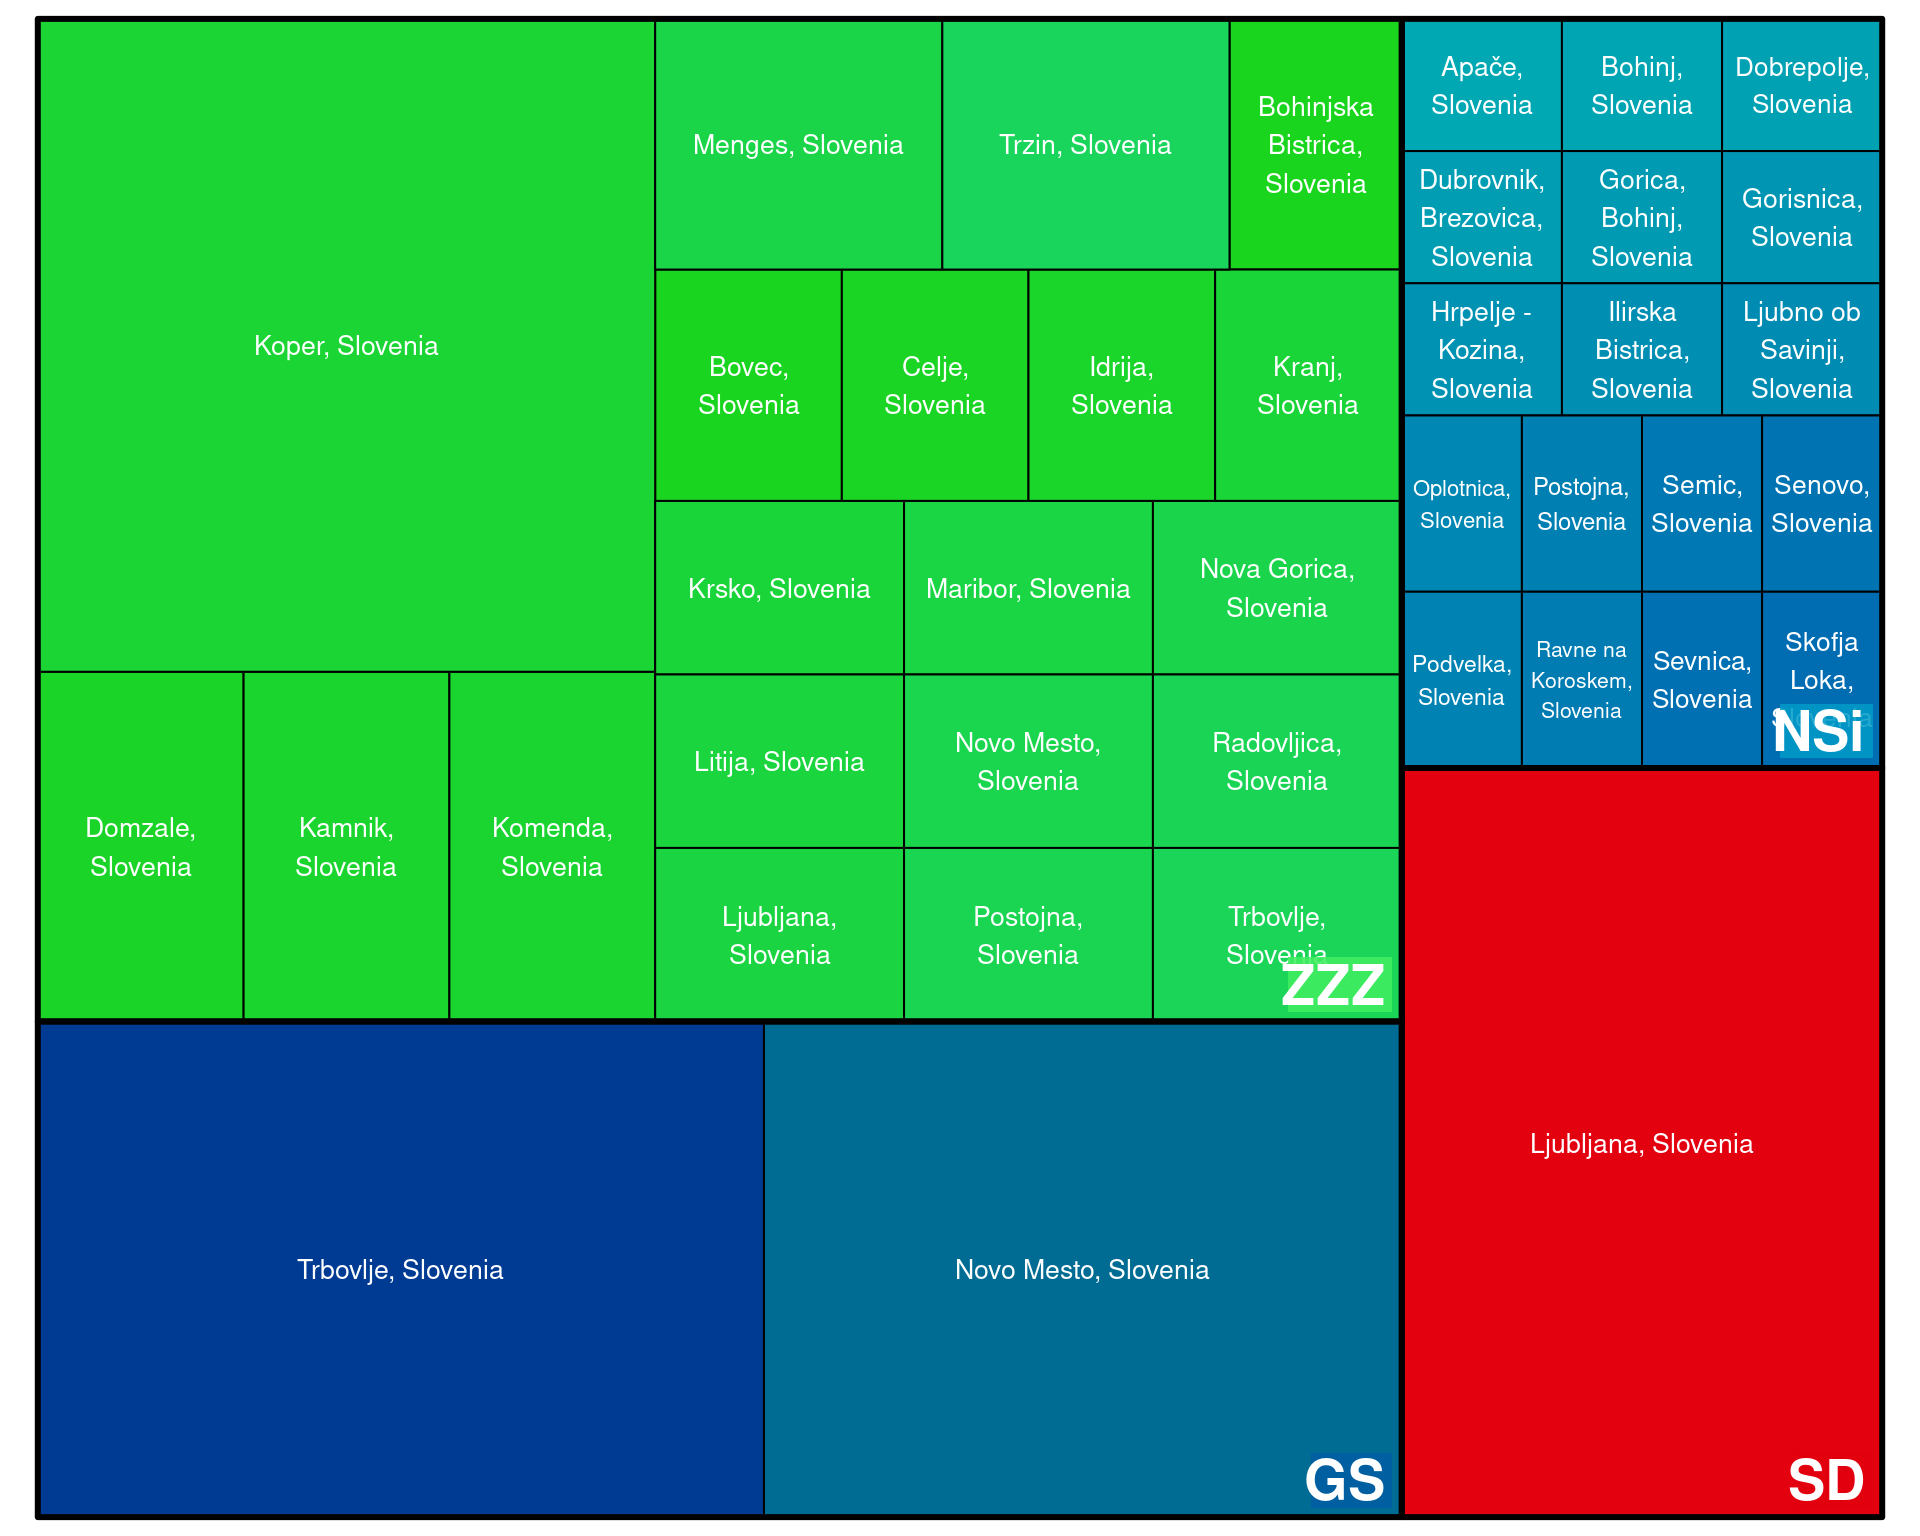 Koper, Slovenia
Menges, Slovenia
Trzin, Slovenia
Bohinjska
Bistrica,
Slovenia
Bovec,
Slovenia
Celje,
Slovenia
Idrija,
Slovenia
Kranj,
Slovenia
Krsko, Slovenia
Maribor, Slovenia
Nova Gorica,
Slovenia
Litija, Slovenia
Novo Mesto,
Slovenia
Radovljica,
Slovenia
Domzale,
Slovenia
Kamnik,
Slovenia
Komenda,
Slovenia
Ljubljana,
Slovenia
Postojna,
Slovenia
Trbovlje,
Slovenia
ZZZ
Apače,
Slovenia
Bohinj,
Slovenia
Dobrepolje,
Slovenia
Dubrovnik,
Brezovica,
Slovenia
Gorica,
Bohinj,
Slovenia
Gorisnica,
Slovenia
Hrpelje -
Kozina,
Slovenia
Ilirska
Bistrica,
Slovenia
Ljubno ob
Savinji,
Slovenia
Oplotnica,
Slovenia
Postojna,
Slovenia
Semic,
Slovenia
Senovo,
Slovenia
Podvelka,
Slovenia
Ravne na
Koroskem,
Slovenia
Sevnica,
Slovenia
Skofja
Loka,
Slovenia
NSi
Trbovlje, Slovenia
Novo Mesto, Slovenia
GS
Ljubljana, Slovenia
SD